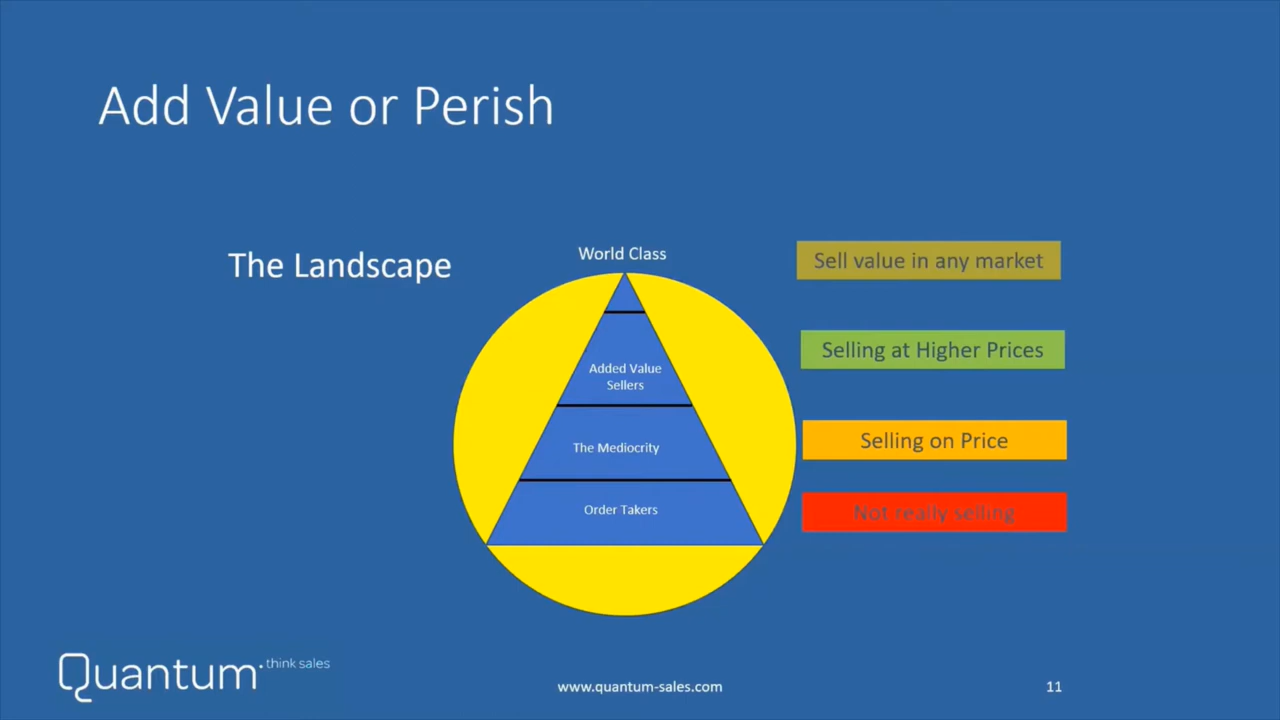 Add Value or Perish
The Landscape
World Class
Sell value in any market
Selling at Higher Prices
Added Value
Sellers
Selling on Price
The Mediocrity
Order Takers
Not really selling
Quantum think sales
www.quantum-sales.com
11